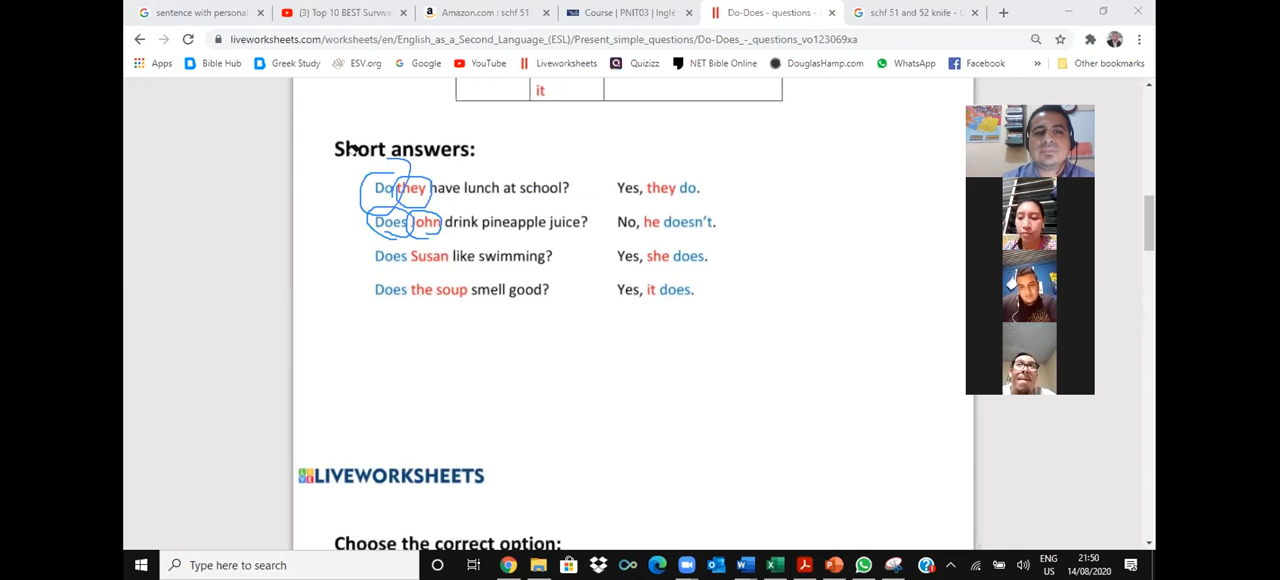 sentence with personal
(3) Top 10 BEST Surviva
Amazon.com : schf 51
Course | PNIT03 | Inglé
Do-Does - questions -
schf 51 and 52 knife - G
liveworksheets.com/worksheets/en/English_as_a_Second_Language_(ESL)/Present_simple_questions/Do-Does_-_questions_vo123069xa
Apps Bible Hub Greek Study ESV.org Google YouTube Liveworksheets Quizizz NET Bible Online DouglasHamp.com WhatsApp Facebook » Other bookmarks
it
Short answers:
Do they have lunch at school? Yes, they do.
Does John drink pineapple juice? No, he doesn't.
Does Susan like swimming? Yes, she does.
Does the soup smell good? Yes, it does.
LIVEWORKSHEETS
Choose the correct option:
Type here to search
ENG
US
21:50
14/08/2020